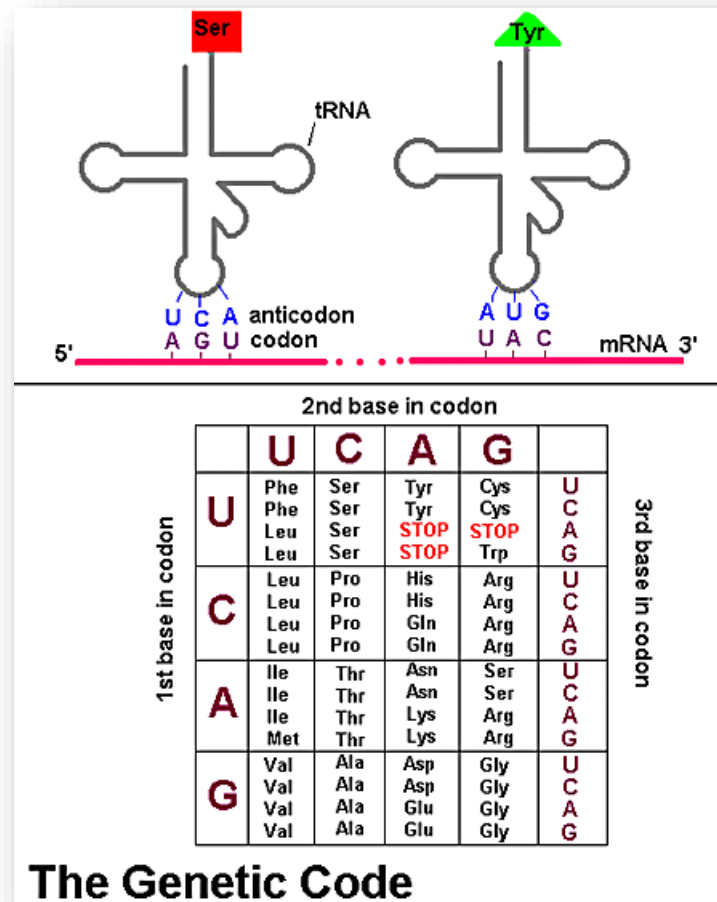 Ser Tyr
tRNA
U C A anticodon A U G
A G U codon U A C
5' mRNA 3'
2nd base in codon
U C A G
1st base in codon
3rd base in codon
U
Phe Ser Tyr Cys U
Phe Ser Tyr Cys C
Leu Ser STOP STOP A
Leu Ser STOP Trp G
C
Leu Pro His Arg U
Leu Pro His Arg C
Leu Pro Gln Arg A
Leu Pro Gln Arg G
A
Ile Thr Asn Ser U
Ile Thr Asn Ser C
Ile Thr Lys Arg A
Met Thr Lys Arg G
G
Val Ala Asp Gly U
Val Ala Asp Gly C
Val Ala Glu Gly A
Val Ala Glu Gly G
The Genetic Code